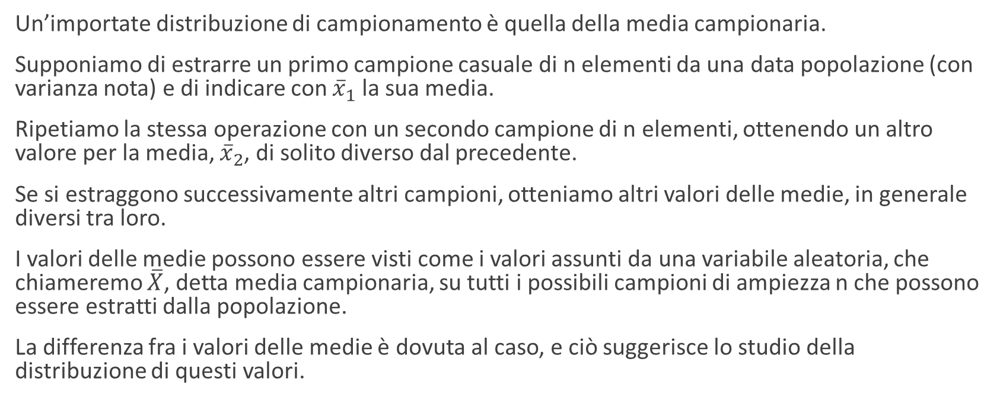 Un’importate distribuzione di campionamento è quella della media campionaria.
Supponiamo di estrarre un primo campione casuale di n elementi da una data popolazione (con
varianza nota) e di indicare con x̄₁ la sua media.
Ripetiamo la stessa operazione con un secondo campione di n elementi, ottenendo un altro
valore per la media, x̄₂, di solito diverso dal precedente.
Se si estraggono successivamente altri campioni, otteniamo altri valori delle medie, in generale
diversi tra loro.
I valori delle medie possono essere visti come i valori assunti da una variabile aleatoria, che
chiameremo X̄, detta media campionaria, su tutti i possibili campioni di ampiezza n che possono
essere estratti dalla popolazione.
La differenza fra i valori delle medie è dovuta al caso, e ciò suggerisce lo studio della
distribuzione di questi valori.